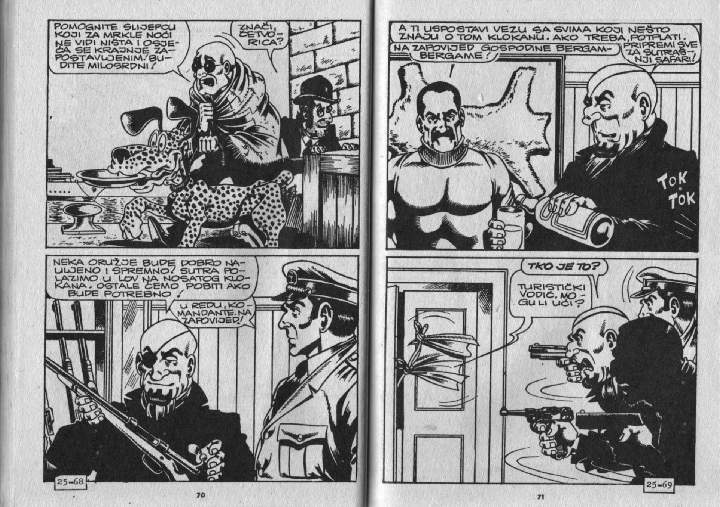 POMOGNITE SLIJEPCU
KOJI ZA MRKLE NOĆI
NE VIDI NIŠTA I OSJE-
ĆA SE KRAJNJE ZA-
POSTAVLJENIM/BU-
DITE MILOSRDNI!
ZNAČI,
ČETVO-
RICA?
A TI USPOSTAVI VEZU SA SVIMA KOJI NEŠTO
ZNAJU O TOM KLOKANU. AKO TREBA, POTPLATI.
PRIPREMI SVE
ZA SUTRAŠ-
NJI SAFARI!
NA ZAPOVIJED GOSPODINE BERGAM-
BERGAME!
TOK
TOK
NEKA ORUŽJE BUDE DOBRO NA-
ULJENO I SPREMNO! SUTRA PO-
LAZIMO U LOV NA NOSATOG KLO-
KANA. OSTALE ĆEMO POBITI AKO
BUDE POTREBNO!
U REDU, KO-
MANDANTE. NA
ZAPOVIJED!
TKO JE TO?
TURISTIČKI
VODIČ, MO-
GU LI UĆI?
25-68
70
25-69
71